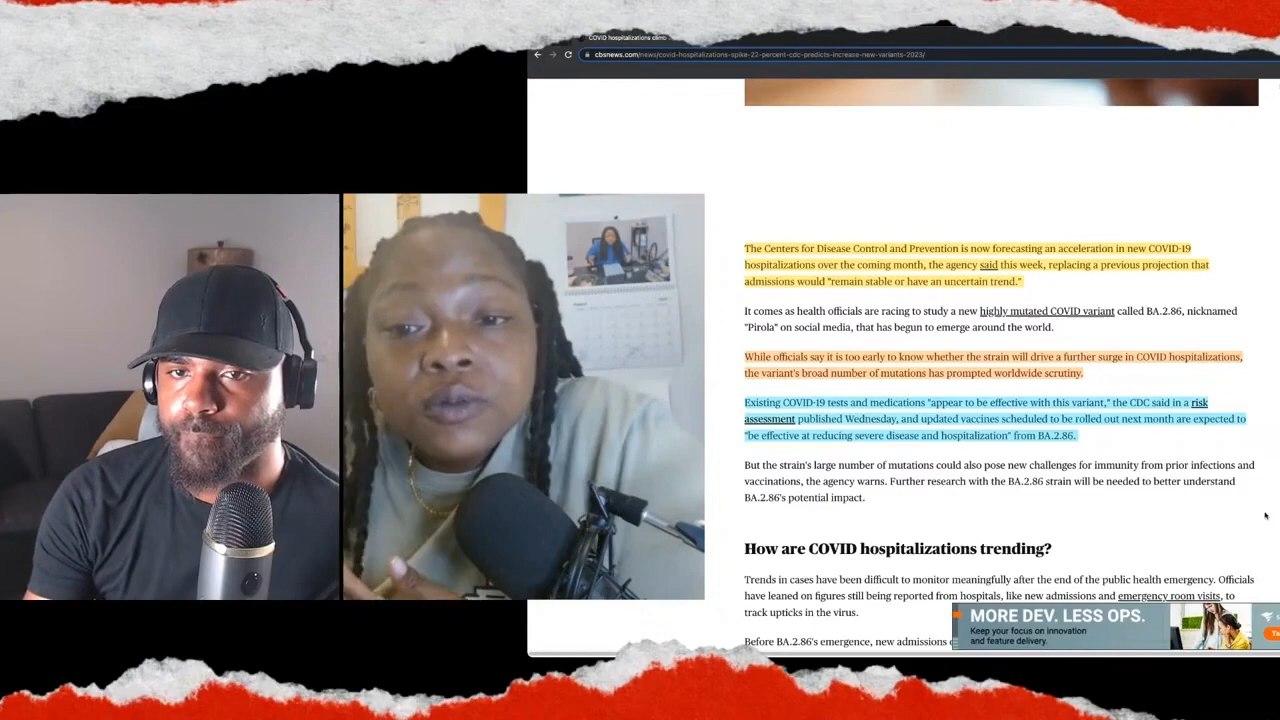 COVID hospitalizations climb
cbsnews.com/news/covid-hospitalizations-spike-22-percent-cdc-predicts-increase-new-variants-2023/
The Centers for Disease Control and Prevention is now forecasting an acceleration in new COVID-19
hospitalizations over the coming month, the agency said this week, replacing a previous projection that
admissions would "remain stable or have an uncertain trend."
It comes as health officials are racing to study a new highly mutated COVID variant called BA.2.86, nicknamed
"Pirola" on social media, that has begun to emerge around the world.
While officials say it is too early to know whether the strain will drive a further surge in COVID hospitalizations,
the variant's broad number of mutations has prompted worldwide scrutiny.
Existing COVID-19 tests and medications "appear to be effective with this variant," the CDC said in a risk
assessment published Wednesday, and updated vaccines scheduled to be rolled out next month are expected to
"be effective at reducing severe disease and hospitalization" from BA.2.86.
But the strain's large number of mutations could also pose new challenges for immunity from prior infections and
vaccinations, the agency warns. Further research with the BA.2.86 strain will be needed to better understand
BA.2.86's potential impact.
How are COVID hospitalizations trending?
Trends in cases have been difficult to monitor meaningfully after the end of the public health emergency. Officials
have leaned on figures still being reported from hospitals, like new admissions and emergency room visits, to
track upticks in the virus.
Before BA.2.86's emergence, new admissions
MORE DEV. LESS OPS.
Keep your focus on innovation
and feature delivery.